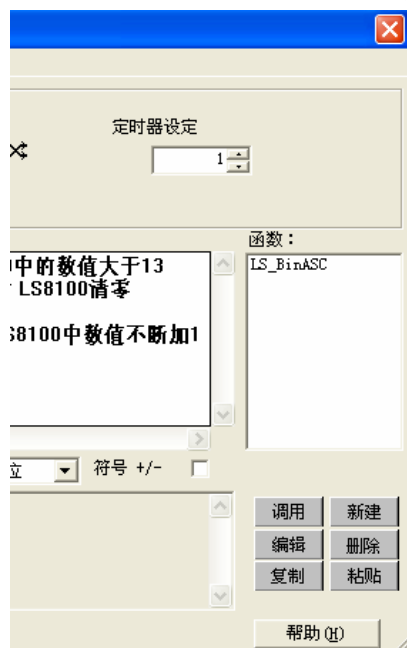 定时器设定
1
函数：
中的数值大于13
LS8100清零
8100中数值不断加1
LS_BinASC
符号 +/-
调用 新建
编辑 删除
复制 粘贴
帮助(H)